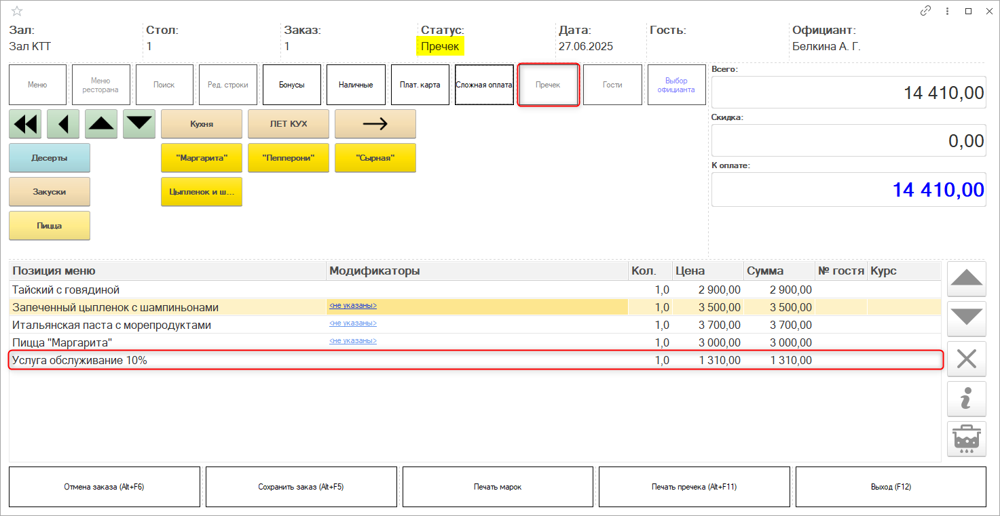 Зал: Стол: Заказ: Статус: Дата: Гость: Официант:
Зал КТТ 1 1 Пречек 27.06.2025 Белкина А. Г.
Меню
Меню
ресторана
Поиск
Ред. строки
Бонусы
Наличные
Плат. карта
Сложная оплата
Пречек
Гости
Выбор
официанта
Всего:
14 410,00
Скидка:
0,00
К оплате:
14 410,00
Кухня
ЛЕТ КУХ
Десерты
"Маргарита"
"Пепперони"
"Сырная"
Закуски
Цыпленок и ш...
Пицца
Позиция меню Модификаторы Кол. Цена Сумма № гостя Курс
Тайский с говядиной 1,0 2 900,00 2 900,00
Запеченный цыпленок с шампиньонами <не указаны> 1,0 3 500,00 3 500,00
Итальянская паста с морепродуктами <не указаны> 1,0 3 700,00 3 700,00
Пицца "Маргарита" <не указаны> 1,0 3 000,00 3 000,00
Услуга обслуживание 10% 1,0 1 310,00 1 310,00
Отмена заказа (Alt+F6)
Сохранить заказ (Alt+F5)
Печать марок
Печать пречека (Alt+F11)
Выход (F12)